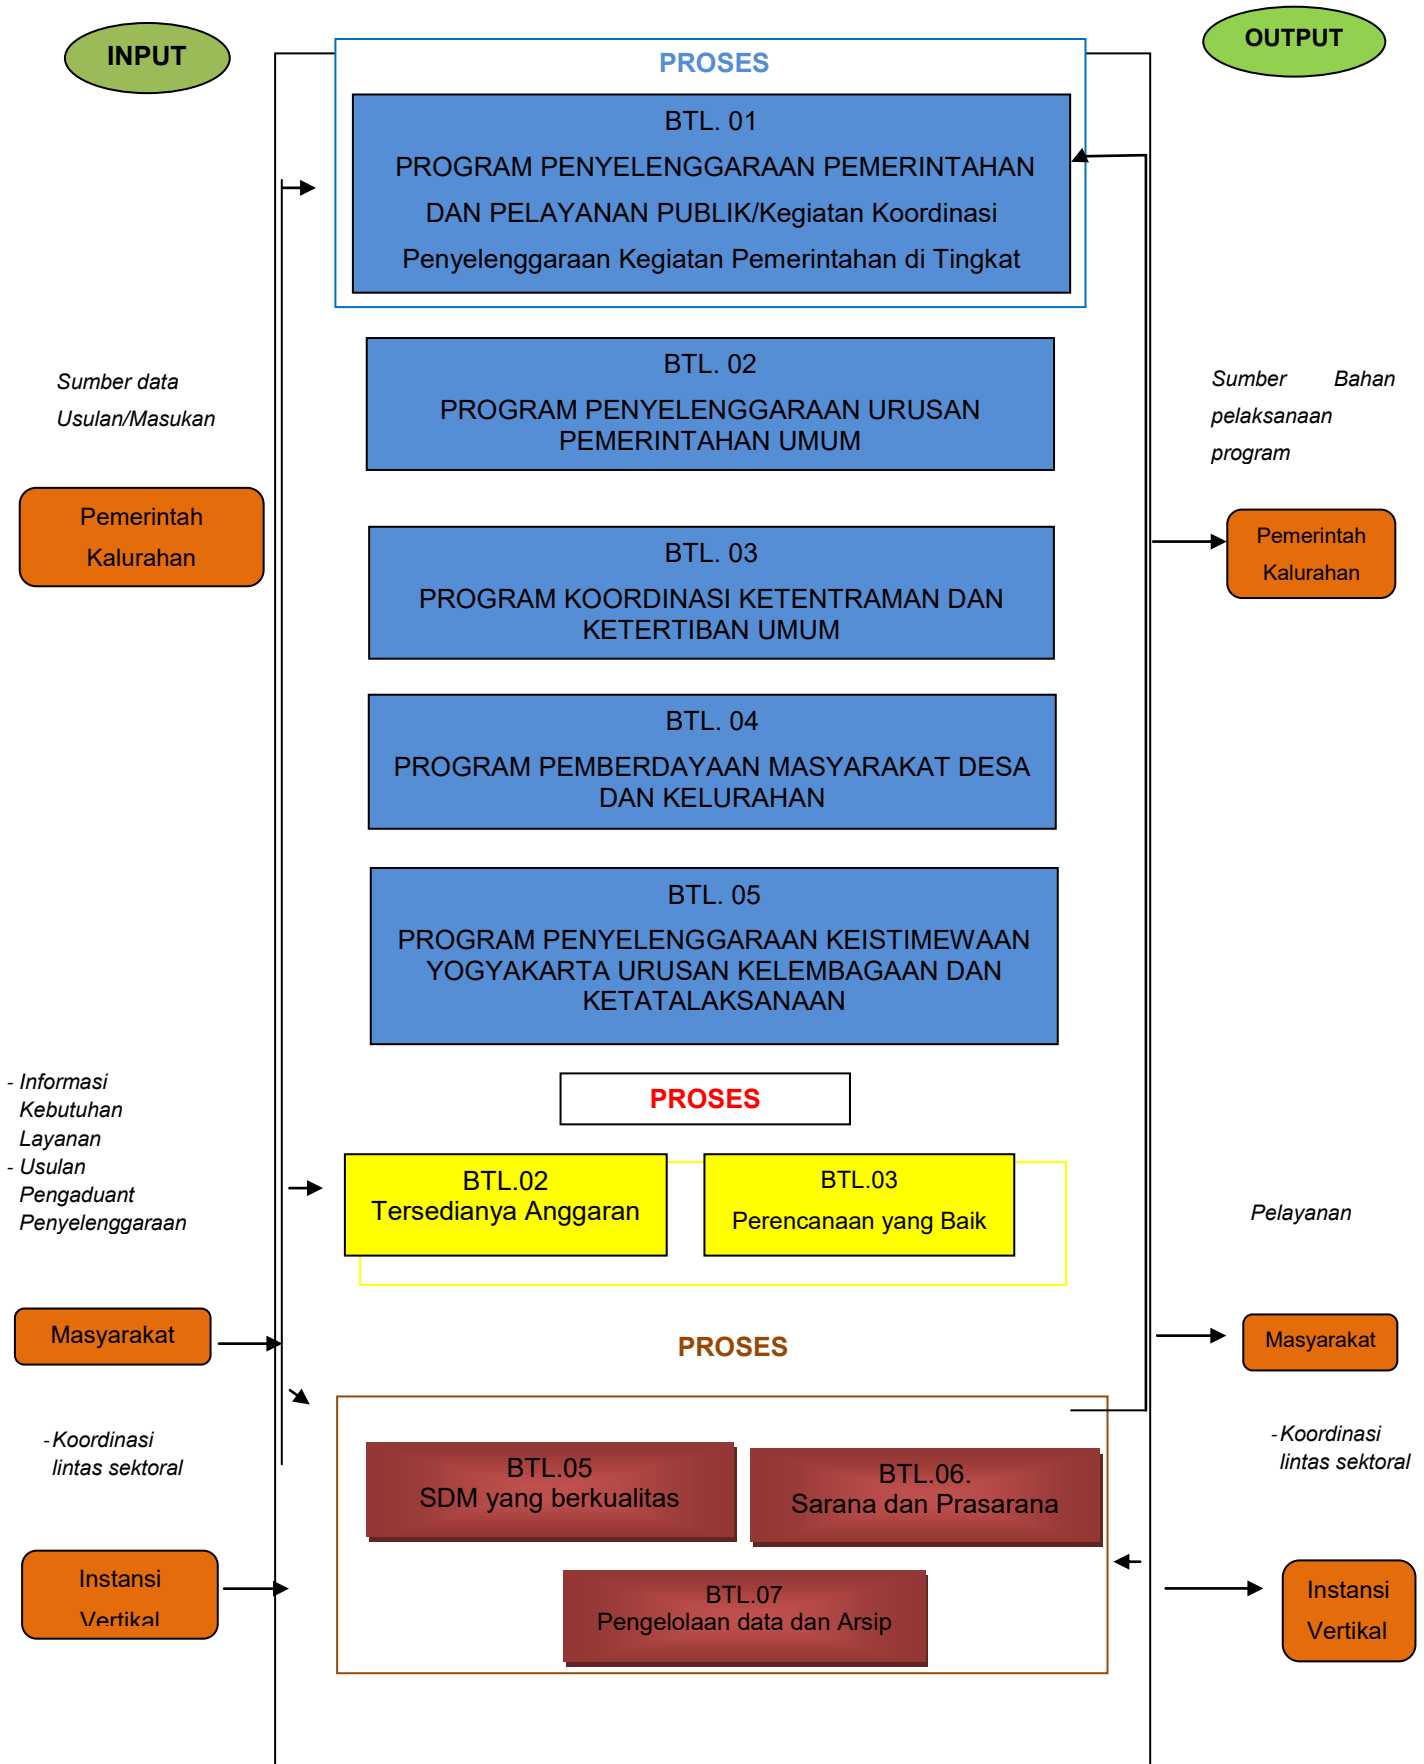 INPUT
OUTPUT
PROSES
BTL. 01
PROGRAM PENYELENGGARAAN PEMERINTAHAN
DAN PELAYANAN PUBLIK/Kegiatan Koordinasi
Penyelenggaraan Kegiatan Pemerintahan di Tingkat
BTL. 02
PROGRAM PENYELENGGARAAN URUSAN
PEMERINTAHAN UMUM
Sumber data
Usulan/Masukan
Sumber Bahan
pelaksanaan
program
Pemerintah
Kalurahan
BTL. 03
PROGRAM KOORDINASI KETENTRAMAN DAN
KETERTIBAN UMUM
Pemerintah
Kalurahan
BTL. 04
PROGRAM PEMBERDAYAAN MASYARAKAT DESA
DAN KELURAHAN
BTL. 05
PROGRAM PENYELENGGARAAN KEISTIMEWAAN
YOGYAKARTA URUSAN KELEMBAGAAN DAN
KETATALAKSANAAN
- Informasi
Kebutuhan
Layanan
- Usulan
Pengaduant
Penyelenggaraan
PROSES
BTL.02
Tersedianya Anggaran
BTL.03
Perencanaan yang Baik
Pelayanan
Masyarakat
PROSES
Masyarakat
- Koordinasi
lintas sektoral
- Koordinasi
lintas sektoral
BTL.05
SDM yang berkualitas
BTL.06.
Sarana dan Prasarana
Instansi
Vertikal
BTL.07
Pengelolaan data dan Arsip
Instansi
Vertikal